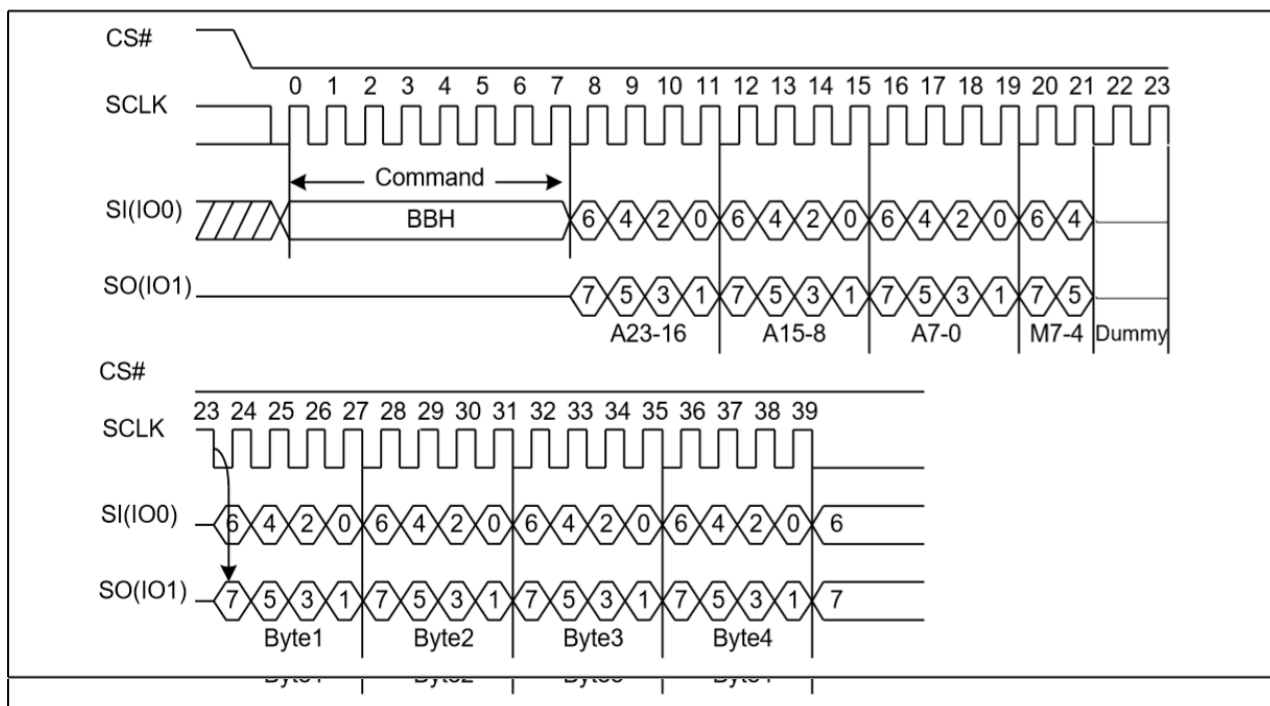 CS#
0 1 2 3 4 5 6 7 8 9 10 11 12 13 14 15 16 17 18 19 20 21 22 23
SCLK
Command
SI(IO0) BBH 6 4 2 0 6 4 2 0 6 4 2 0 6 4
SO(IO1) 7 5 3 1 7 5 3 1 7 5 3 1 7 5
A23-16 A15-8 A7-0 M7-4 Dummy
CS#
23 24 25 26 27 28 29 30 31 32 33 34 35 36 37 38 39
SCLK
SI(IO0) 6 4 2 0 6 4 2 0 6 4 2 0 6 4 2 0 6
SO(IO1) 7 5 3 1 7 5 3 1 7 5 3 1 7 5 3 1 7
Byte1 Byte2 Byte3 Byte4